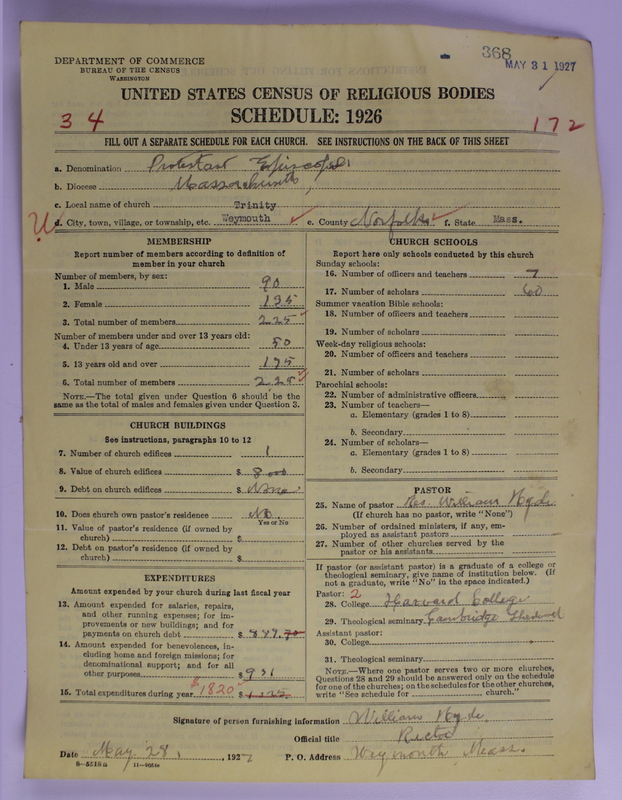 368
MAY 31 1927
DEPARTMENT OF COMMERCE
BUREAU OF THE CENSUS
WASHINGTON
UNITED STATES CENSUS OF RELIGIOUS BODIES
SCHEDULE: 1926
34
172
FILL OUT A SEPARATE SCHEDULE FOR EACH CHURCH. SEE INSTRUCTIONS ON THE BACK OF THIS SHEET
a. Denomination Protestant Episcopal
b. Diocese Massachusetts
c. Local name of church Trinity
d. City, town, village, or township, etc. Weymouth e. County Norfolk f. State Mass.
MEMBERSHIP
Report number of members according to definition of
member in your church
Number of members, by sex:
1. Male 90
2. Female 135
3. Total number of members 225
Number of members under and over 13 years old:
4. Under 13 years of age 50
5. 13 years old and over 175
6. Total number of members 225
NOTE.—The total given under Question 6 should be the
same as the total of males and females given under Question 3.
CHURCH BUILDINGS
See instructions, paragraphs 10 to 12
7. Number of church edifices 1
8. Value of church edifices $ 8000
9. Debt on church edifices $ None
10. Does church own pastor's residence No
Yes or No
11. Value of pastor's residence (if owned by
church) $
12. Debt on pastor's residence (if owned by
church) $
EXPENDITURES
Amount expended by your church during last fiscal year
13. Amount expended for salaries, repairs,
and other running expenses; for im-
provements or new buildings; and for
payments on church debt $
14. Amount expended for benevolences, in-
cluding home and foreign missions; for
denominational support; and for all
other purposes $ 931
15. Total expenditures during year $1820 $
CHURCH SCHOOLS
Report here only schools conducted by this church
Sunday schools:
16. Number of officers and teachers 7
17. Number of scholars 60
Summer vacation Bible schools:
18. Number of officers and teachers
19. Number of scholars
Week-day religious schools:
20. Number of officers and teachers
21. Number of scholars
Parochial schools:
22. Number of administrative officers
23. Number of teachers—
a. Elementary (grades 1 to 8)
b. Secondary
24. Number of scholars—
a. Elementary (grades 1 to 8)
b. Secondary
PASTOR
25. Name of pastor Rev. William Hyde
(If church has no pastor, write "None")
26. Number of ordained ministers, if any, em-
ployed as assistant pastors
27. Number of other churches served by the
pastor or his assistants
If pastor (or assistant pastor) is a graduate of a college or
theological seminary, give name of institution below. (If
not a graduate, write "No" in the space indicated.)
Pastor: 2
28. College Harvard College
29. Theological seminary Cambridge
Assistant pastor:
30. College
31. Theological seminary
NOTE.—Where one pastor serves two or more churches,
Questions 28 and 29 should be answered only on the schedule
for one of the churches; on the schedules for the other churches,
write "See schedule for church."
Signature of person furnishing information William Hyde
Official title Rector
Date May 28, 1927 P. O. Address Weymouth, Mass.